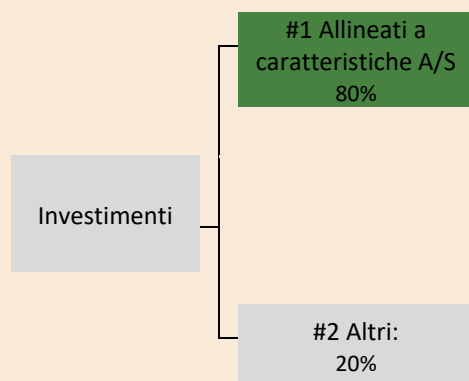 #1 Allineati a
caratteristiche A/S
80%
Investimenti
#2 Altri:
20%